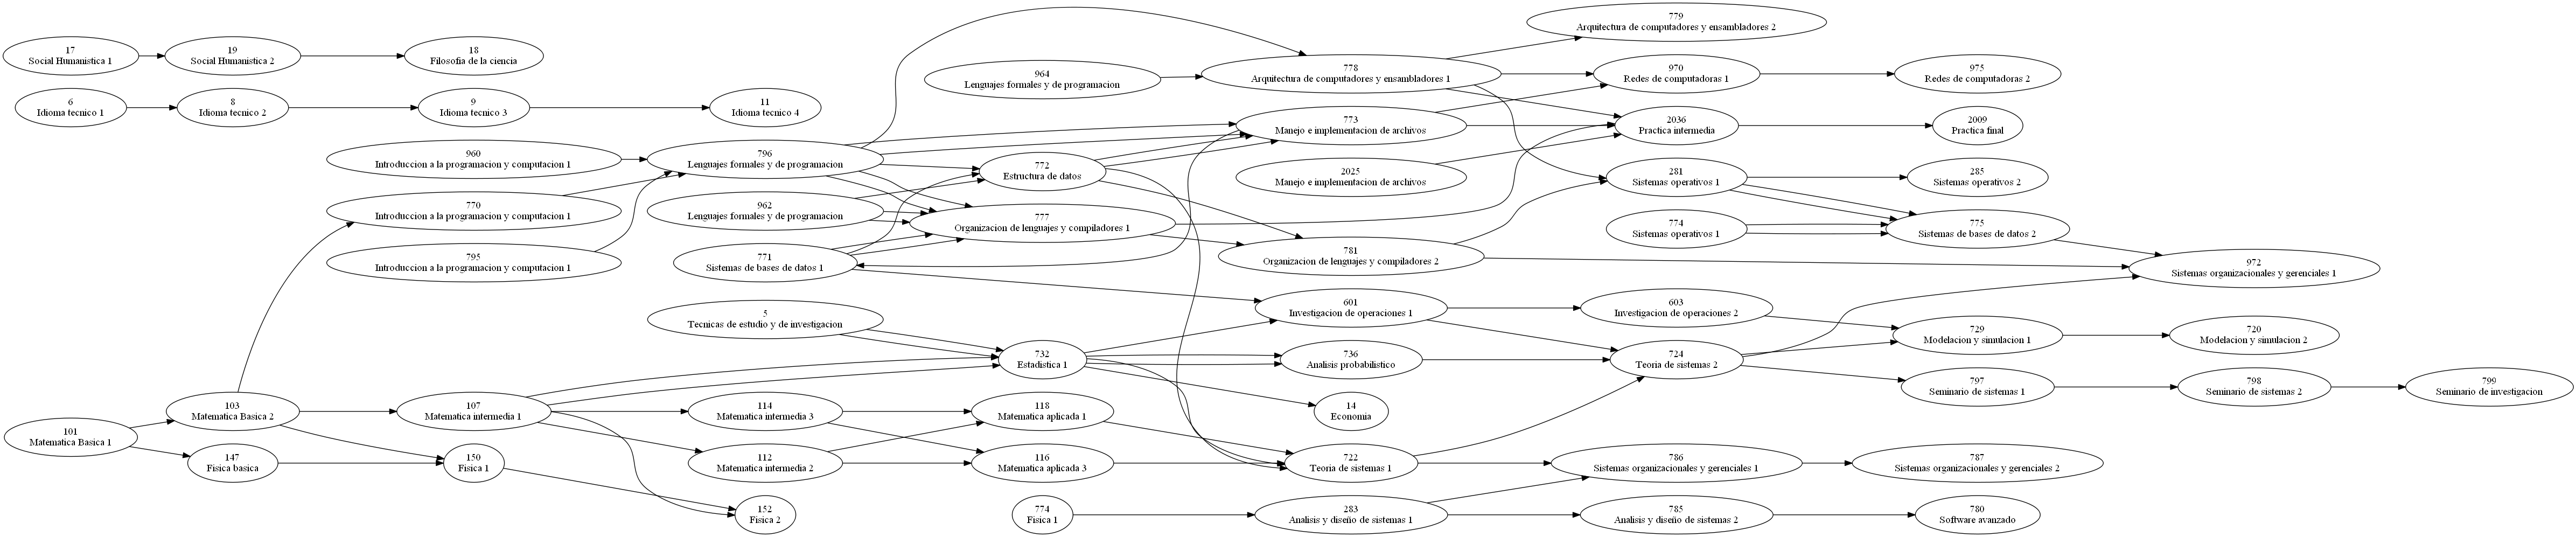 779
Arquitectura de computadores y ensambladores 2
17
Social Humanistica 1
19
Social Humanistica 2
18
Filosofia de la ciencia
964
Lenguajes formales y de programacion
778
Arquitectura de computadores y ensambladores 1
970
Redes de computadoras 1
975
Redes de computadoras 2
6
Idioma tecnico 1
8
Idioma tecnico 2
9
Idioma tecnico 3
11
Idioma tecnico 4
773
Manejo e implementacion de archivos
2036
Practica intermedia
2009
Practica final
960
Introduccion a la programacion y computacion 1
796
Lenguajes formales y de programacion
772
Estructura de datos
2025
Manejo e implementacion de archivos
281
Sistemas operativos 1
285
Sistemas operativos 2
770
Introduccion a la programacion y computacion 1
962
Lenguajes formales y de programacion
777
Organizacion de lenguajes y compiladores 1
774
Sistemas operativos 1
775
Sistemas de bases de datos 2
795
Introduccion a la programacion y computacion 1
771
Sistemas de bases de datos 1
781
Organizacion de lenguajes y compiladores 2
972
Sistemas organizacionales y gerenciales 1
5
Tecnicas de estudio y de investigacion
601
Investigacion de operaciones 1
603
Investigacion de operaciones 2
729
Modelacion y simulacion 1
720
Modelacion y simulacion 2
732
Estadistica 1
736
Analisis probabilistico
724
Teoria de sistemas 2
797
Seminario de sistemas 1
798
Seminario de sistemas 2
799
Seminario de investigacion
103
Matematica Basica 2
107
Matematica intermedia 1
114
Matematica intermedia 3
118
Matematica aplicada 1
14
Economia
101
Matematica Basica 1
147
Fisica basica
150
Fisica 1
112
Matematica intermedia 2
116
Matematica aplicada 3
722
Teoria de sistemas 1
786
Sistemas organizacionales y gerenciales 1
787
Sistemas organizacionales y gerenciales 2
152
Fisica 2
774
Fisica 1
283
Analisis y diseño de sistemas 1
785
Analisis y diseño de sistemas 2
780
Software avanzado